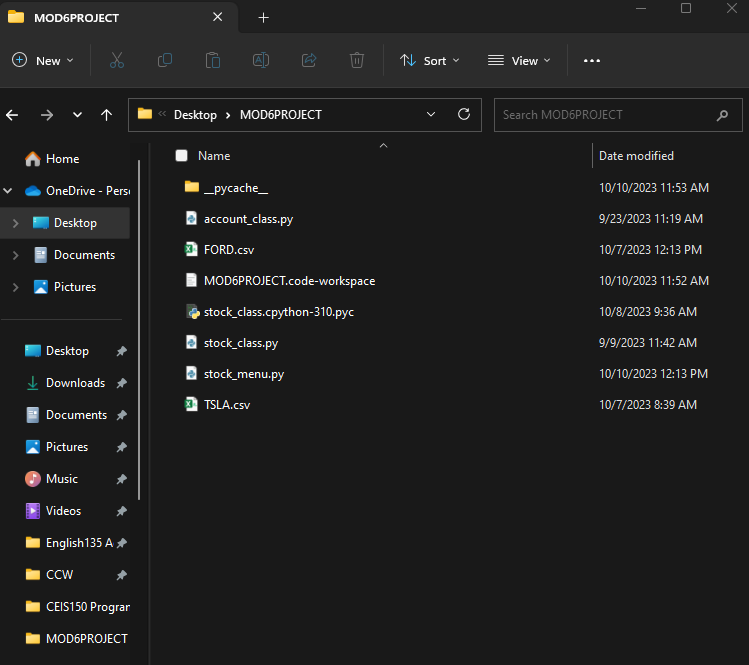 MOD6PROJECT
New Sort View
Desktop MOD6PROJECT Search MOD6PROJECT
Home
OneDrive - Pers
Desktop
Documents
Pictures
Desktop
Downloads
Documents
Pictures
Music
Videos
English135 A
CCW
CEIS150 Progran
MOD6PROJECT
Name Date modified
__pycache__ 10/10/2023 11:53 AM
account_class.py 9/23/2023 11:19 AM
FORD.csv 10/7/2023 12:13 PM
MOD6PROJECT.code-workspace 10/10/2023 11:52 AM
stock_class.cpython-310.pyc 10/8/2023 9:36 AM
stock_class.py 9/9/2023 11:42 AM
stock_menu.py 10/10/2023 12:13 PM
TSLA.csv 10/7/2023 8:39 AM